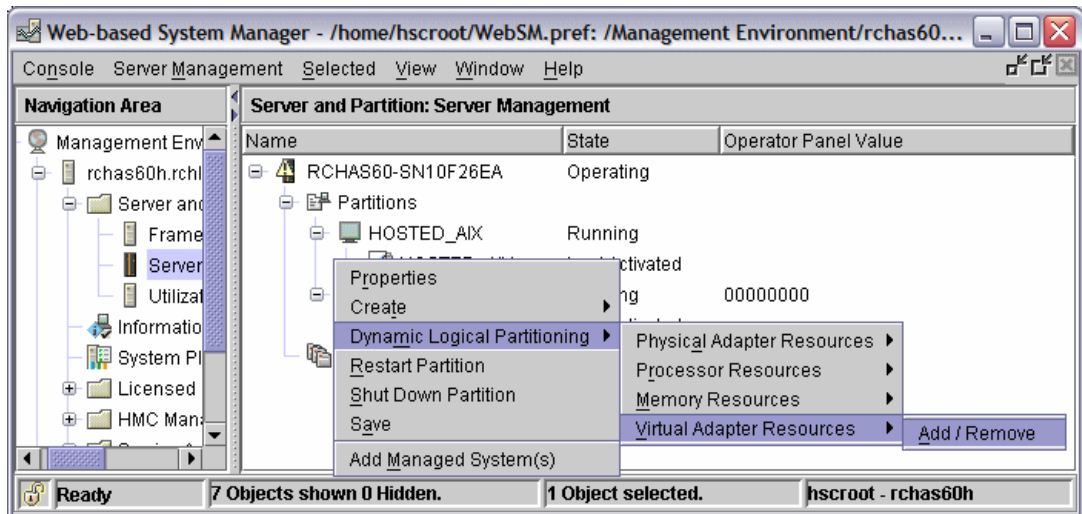 Web-based System Manager - /home/hscroot/WebSM.pref: /Management Environment/rchas60...
Console Server Management Selected View Window Help
Navigation Area
Server and Partition: Server Management
Management Env
rchas60h.rchl
Server and
Frame
Server
Utilizat
Informatio
System Pl
Licensed
HMC Mana
Name State Operator Panel Value
RCHAS60-SN10F26EA Operating
Partitions
HOSTED_AIX Running
ctivated
ng 00000000
Properties
Create
Dynamic Logical Partitioning
Restart Partition
Shut Down Partition
Save
Add Managed System(s)
Physical Adapter Resources
Processor Resources
Memory Resources
Virtual Adapter Resources
Add / Remove
Ready 7 Objects shown 0 Hidden. 1 Object selected. hscroot - rchas60h